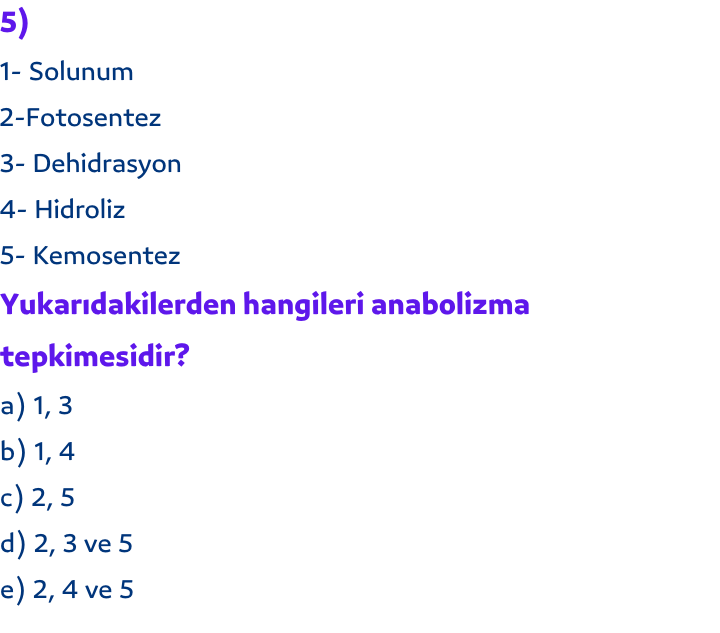 5)
1- Solunum
2-Fotosentez
3- Dehidrasyon
4- Hidroliz
5- Kemosentez
Yukarıdakilerden hangileri anabolizma
tepkimesidir?
a) 1, 3
b) 1, 4
c) 2, 5
d) 2, 3 ve 5
e) 2, 4 ve 5